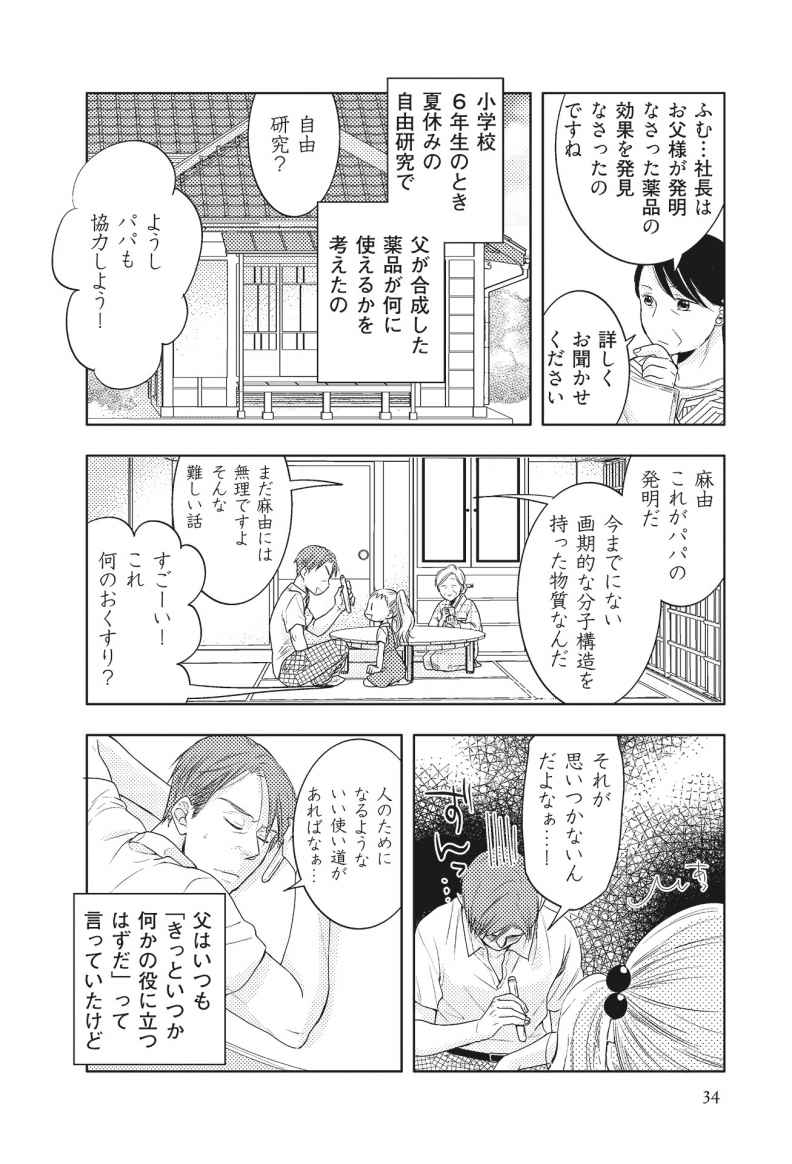 ふむ…社長は
お父様が発明
なさった薬品の
効果を発見
なさったの
ですね
詳しく
お聞かせ
ください
小学校
6年生のとき
夏休みの
自由研究で
父が合成した
薬品が何に
使えるかを
考えたの
自由
研究？
ようし
パパも
協力しよう！
麻由
これがパパの
発明だ
今までにない
画期的な分子構造を
持った物質なんだ
まだ麻由には
無理ですよ
そんな
難しい話
すごーい！
これ
何のおくすり？
それが
思いつかないん
だよなぁ…！
ずのん…
あ
人のために
なるような
いい使い道が
あればなぁ…
父はいつも
「きっといつか
何かの役に立つ
はずだ」って
言っていたけど
34